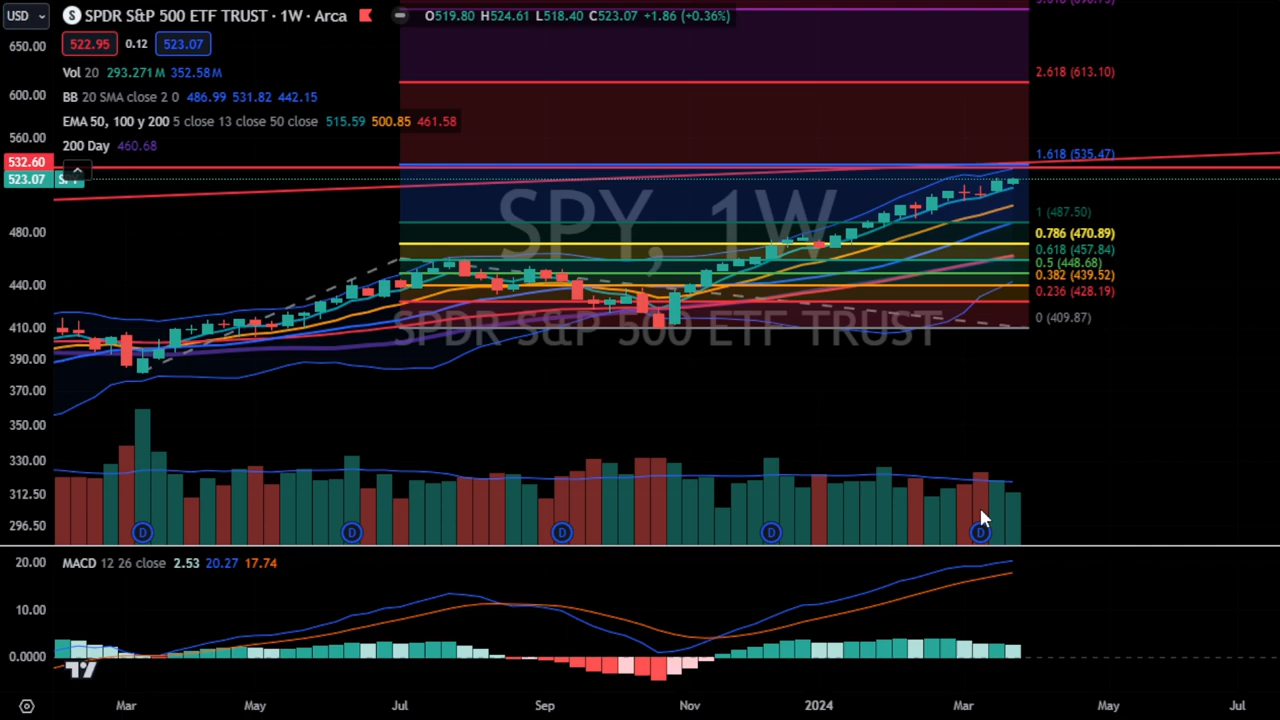 USD
S SPDR S&P 500 ETF TRUST · 1W · Arca
O519.80 H524.61 L518.40 C523.07 +1.86 (+0.36%)
522.95 0.12 523.07
Vol 20 293.271M 352.58M
BB 20 SMA close 2 0 486.99 531.82 442.15
EMA 50, 100 y 200 5 close 13 close 50 close 515.59 500.85 461.58
200 Day 460.68
650.00
600.00
560.00
532.60
523.07
480.00
440.00
410.00
390.00
370.00
350.00
330.00
312.50
296.50
2.618 (613.10)
1.618 (535.47)
1 (487.50)
0.786 (470.89)
0.618 (457.84)
0.5 (448.68)
0.382 (439.52)
0.236 (428.19)
0 (409.87)
SPY, 1W
SPDR S&P 500 ETF TRUST
D D D D D
MACD 12 26 close 2.53 20.27 17.74
20.00
10.00
0.0000
Mar May Jul Sep Nov 2024 Mar May Jul